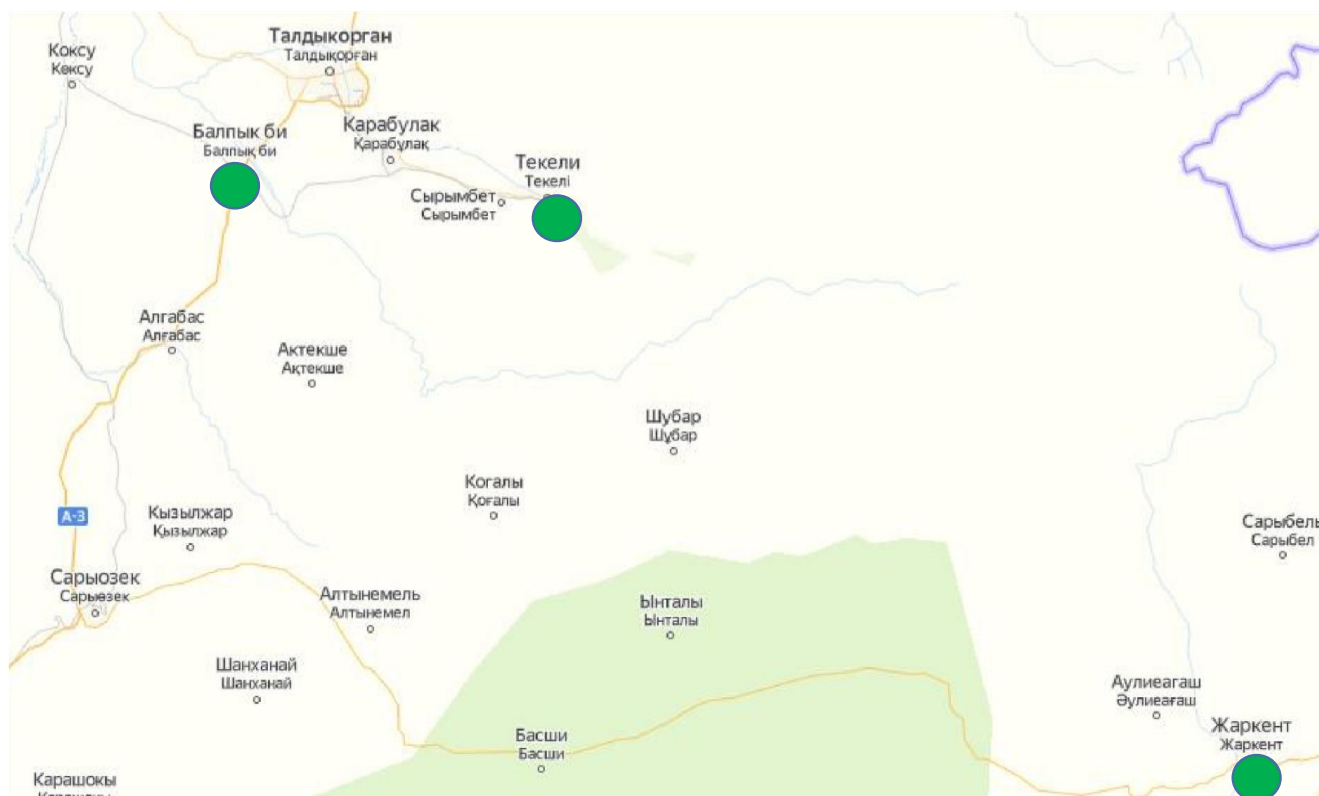 Талдыкорган
Талдықорған
Коксу
Көксу
Балпык би
Балпық би
Карабулак
Қарабұлақ
Текели
Текелі
Сырымбет
Сырымбет
Алгабас
Алғабас
Актекше
Ақтекше
Шубар
Шұбар
Когалы
Қоғалы
А-3
Кызылжар
Қызылжар
Сарыбель
Сарыбел
Сарыозек
Сарыөзек
Алтынемель
Алтынемел
Ынталы
Ынталы
Шанханай
Шанханай
Аулиеагаш
Әулиеағаш
Басши
Басши
Жаркент
Жаркент
Карашокы